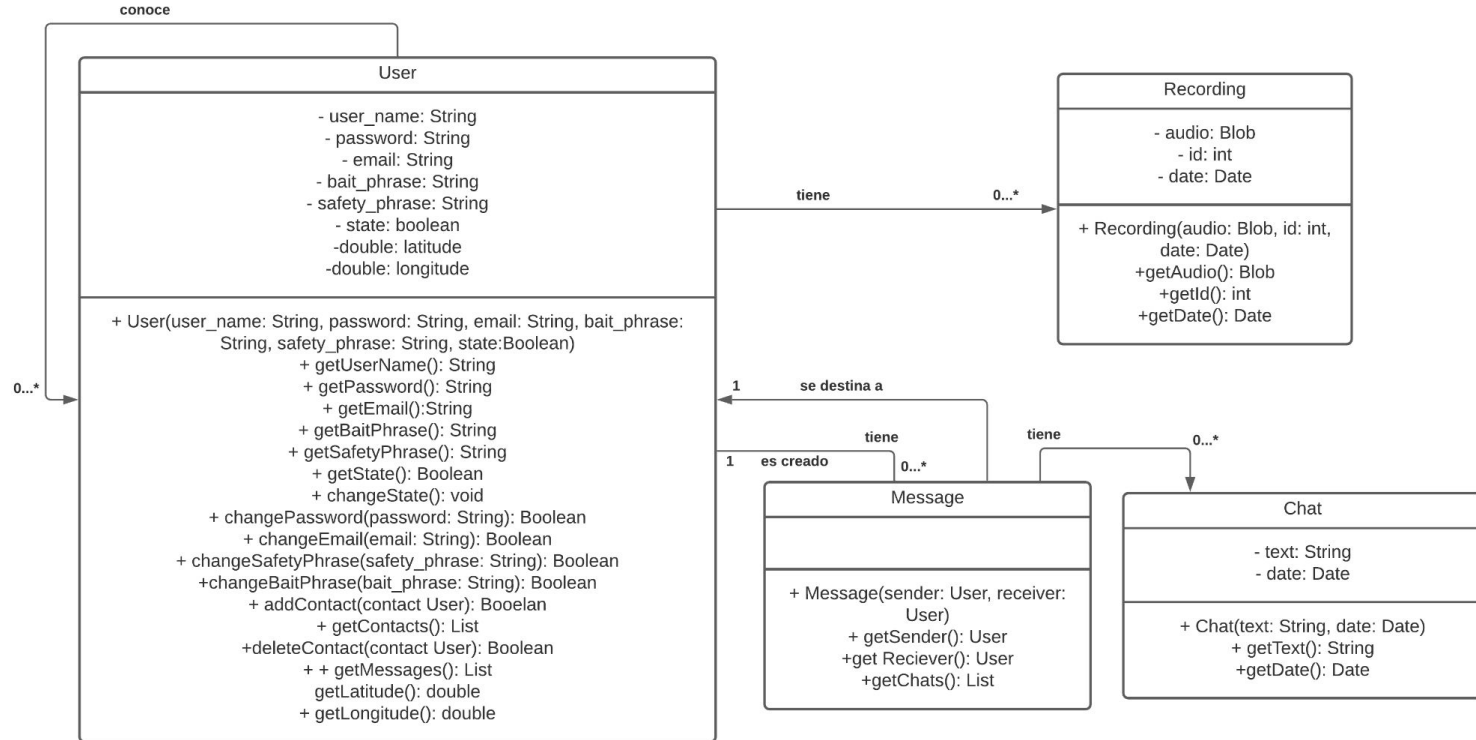 conoce
User
- user_name: String
- password: String
- email: String
- bait_phrase: String
- safety_phrase: String
- state: boolean
-double: latitude
-double: longitude
+ User(user_name: String, password: String, email: String, bait_phrase:
String, safety_phrase: String, state:Boolean)
+ getUserName(): String
+ getPassword(): String
+ getEmail():String
+ getBaitPhrase(): String
+ getSafetyPhrase(): String
+ getState(): Boolean
+ changeState(): void
+ changePassword(password: String): Boolean
+ changeEmail(email: String): Boolean
+ changeSafetyPhrase(safety_phrase: String): Boolean
+changeBaitPhrase(bait_phrase: String): Boolean
+ addContact(contact User): Booelan
+ getContacts(): List
+deleteContact(contact User): Boolean
+ + getMessages(): List
getLatitude(): double
+ getLongitude(): double
0...*
tiene
0...*
Recording
- audio: Blob
- id: int
- date: Date
+ Recording(audio: Blob, id: int,
date: Date)
+getAudio(): Blob
+getId(): int
+getDate(): Date
1
se destina a
tiene
1
es creado
0...*
tiene
0...*
Message
+ Message(sender: User, receiver:
User)
+ getSender(): User
+get Reciever(): User
+getChats(): List
Chat
- text: String
- date: Date
+ Chat(text: String, date: Date)
+ getText(): String
+getDate(): Date